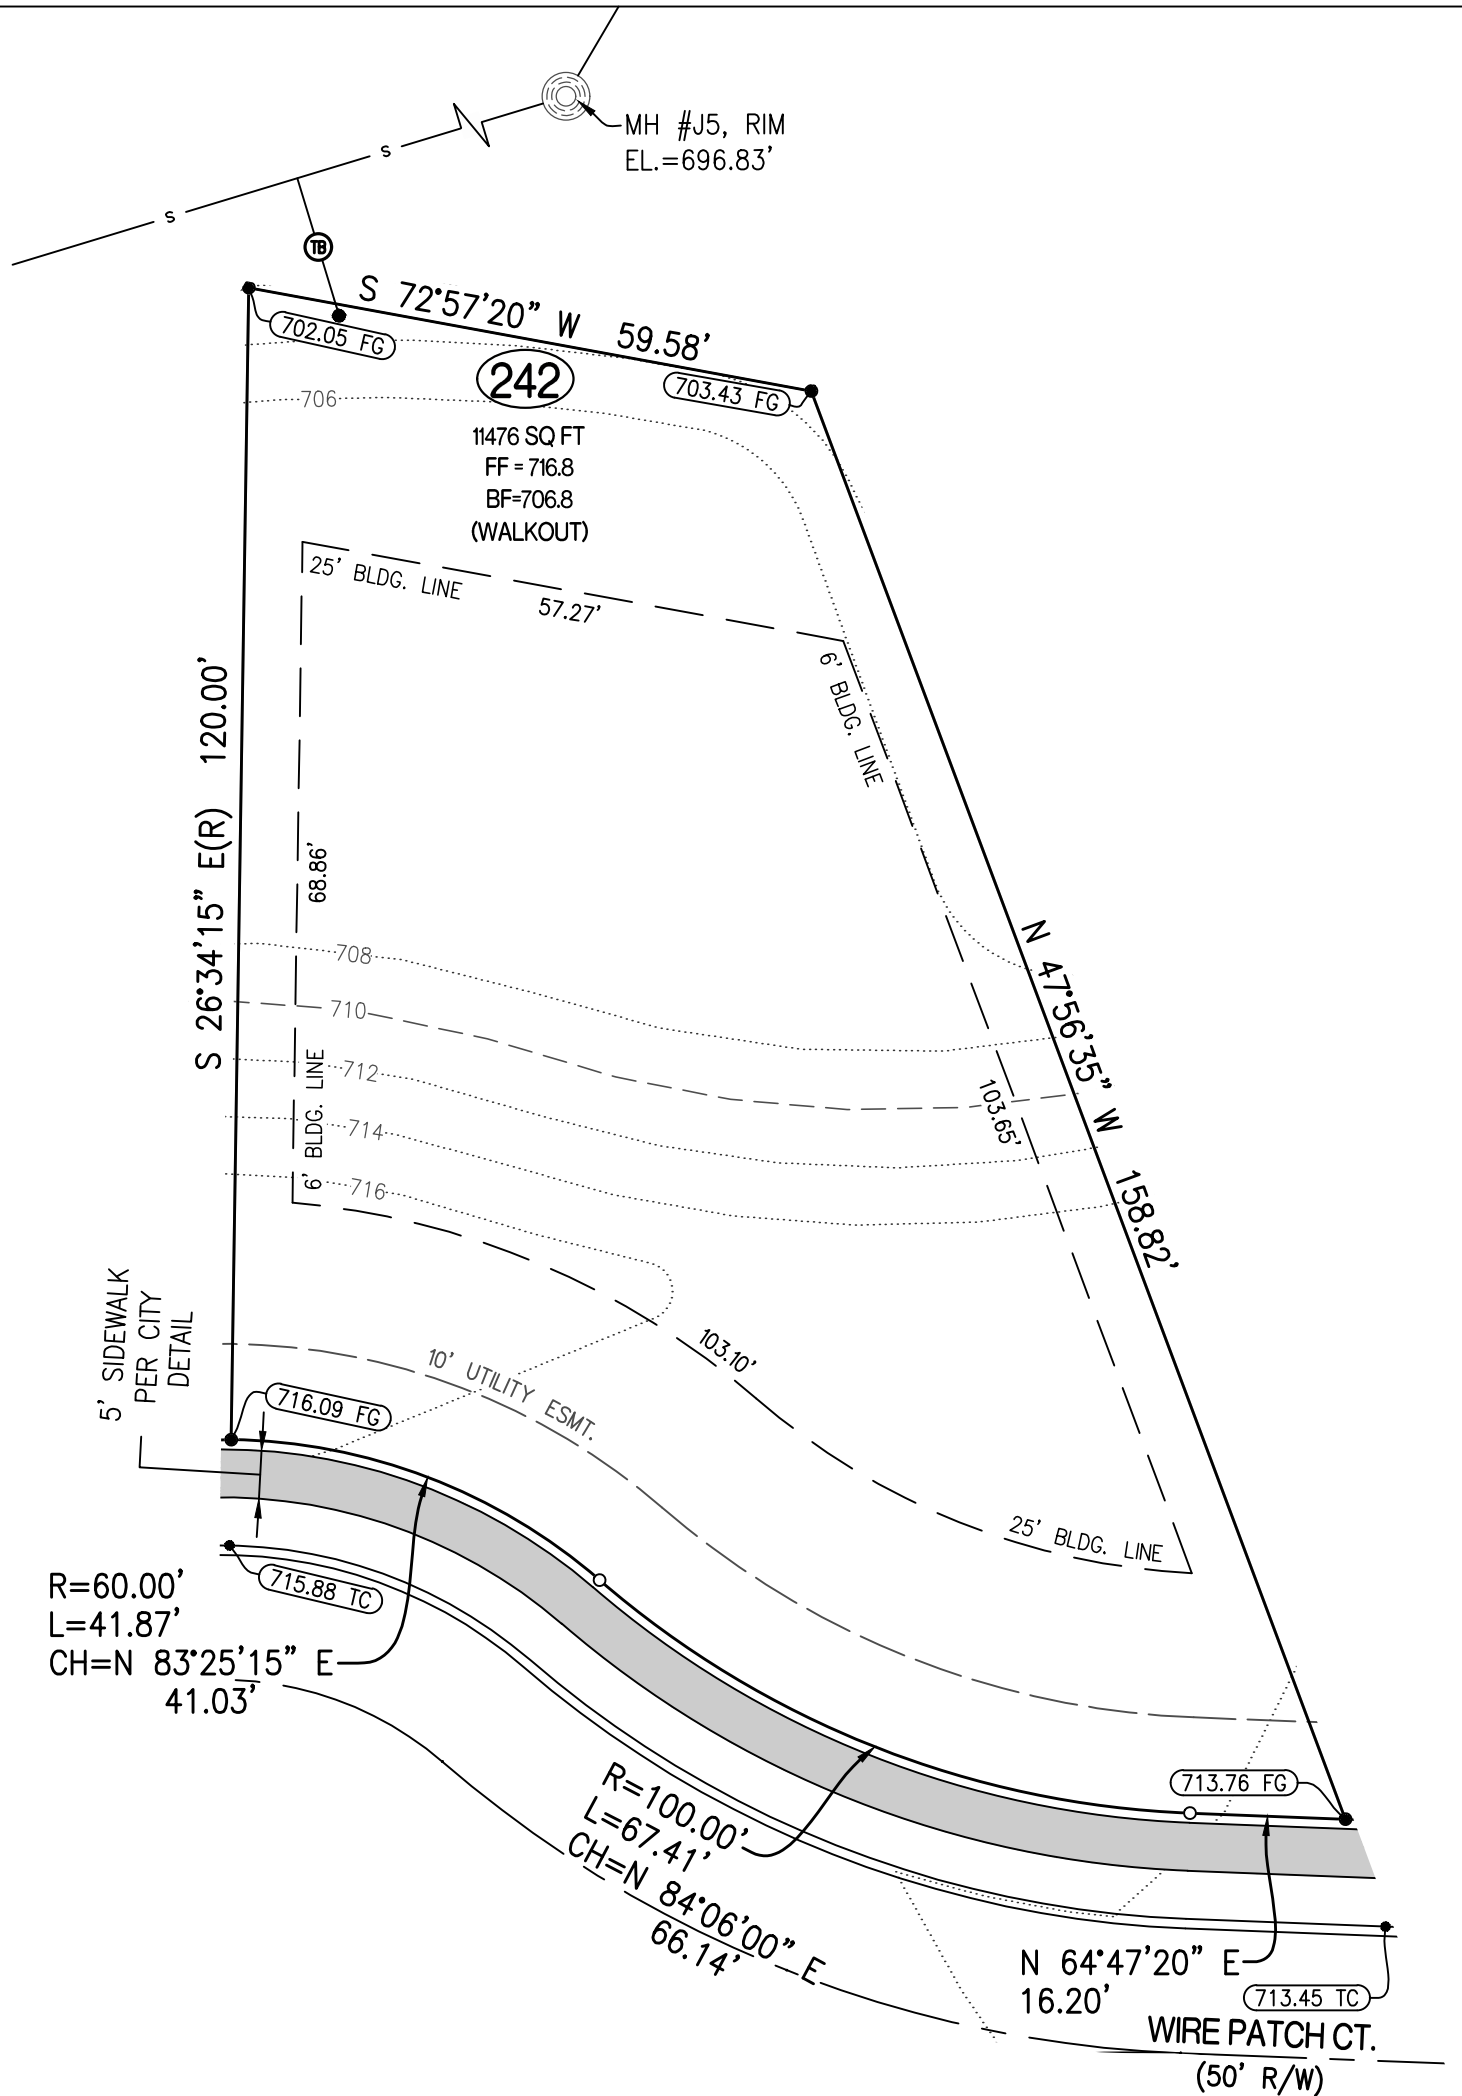 MH #J5, RIM
EL.=696.83'
s
s
TB
S 72°57'20" W 59.58'
702.05 FG
703.43 FG
242
11476 SQ FT
FF = 716.8
BF=706.8
(WALKOUT)
706
25' BLDG. LINE
57.27'
6' BLDG. LINE
S 26°34'15" E(R) 120.00'
68.86'
N 47°56'35" W 158.82'
708
710
712
714
716
6' BLDG. LINE
103.65'
5' SIDEWALK
PER CITY
DETAIL
103.10'
10' UTILITY ESMT.
716.09 FG
25' BLDG. LINE
715.88 TC
R=60.00'
L=41.87'
CH=N 83°25'15" E
41.03'
R=100.00'
L=67.41'
CH=N 84°06'00" E
66.14'
713.76 FG
N 64°47'20" E
16.20'
713.45 TC
WIRE PATCH CT.
(50' R/W)